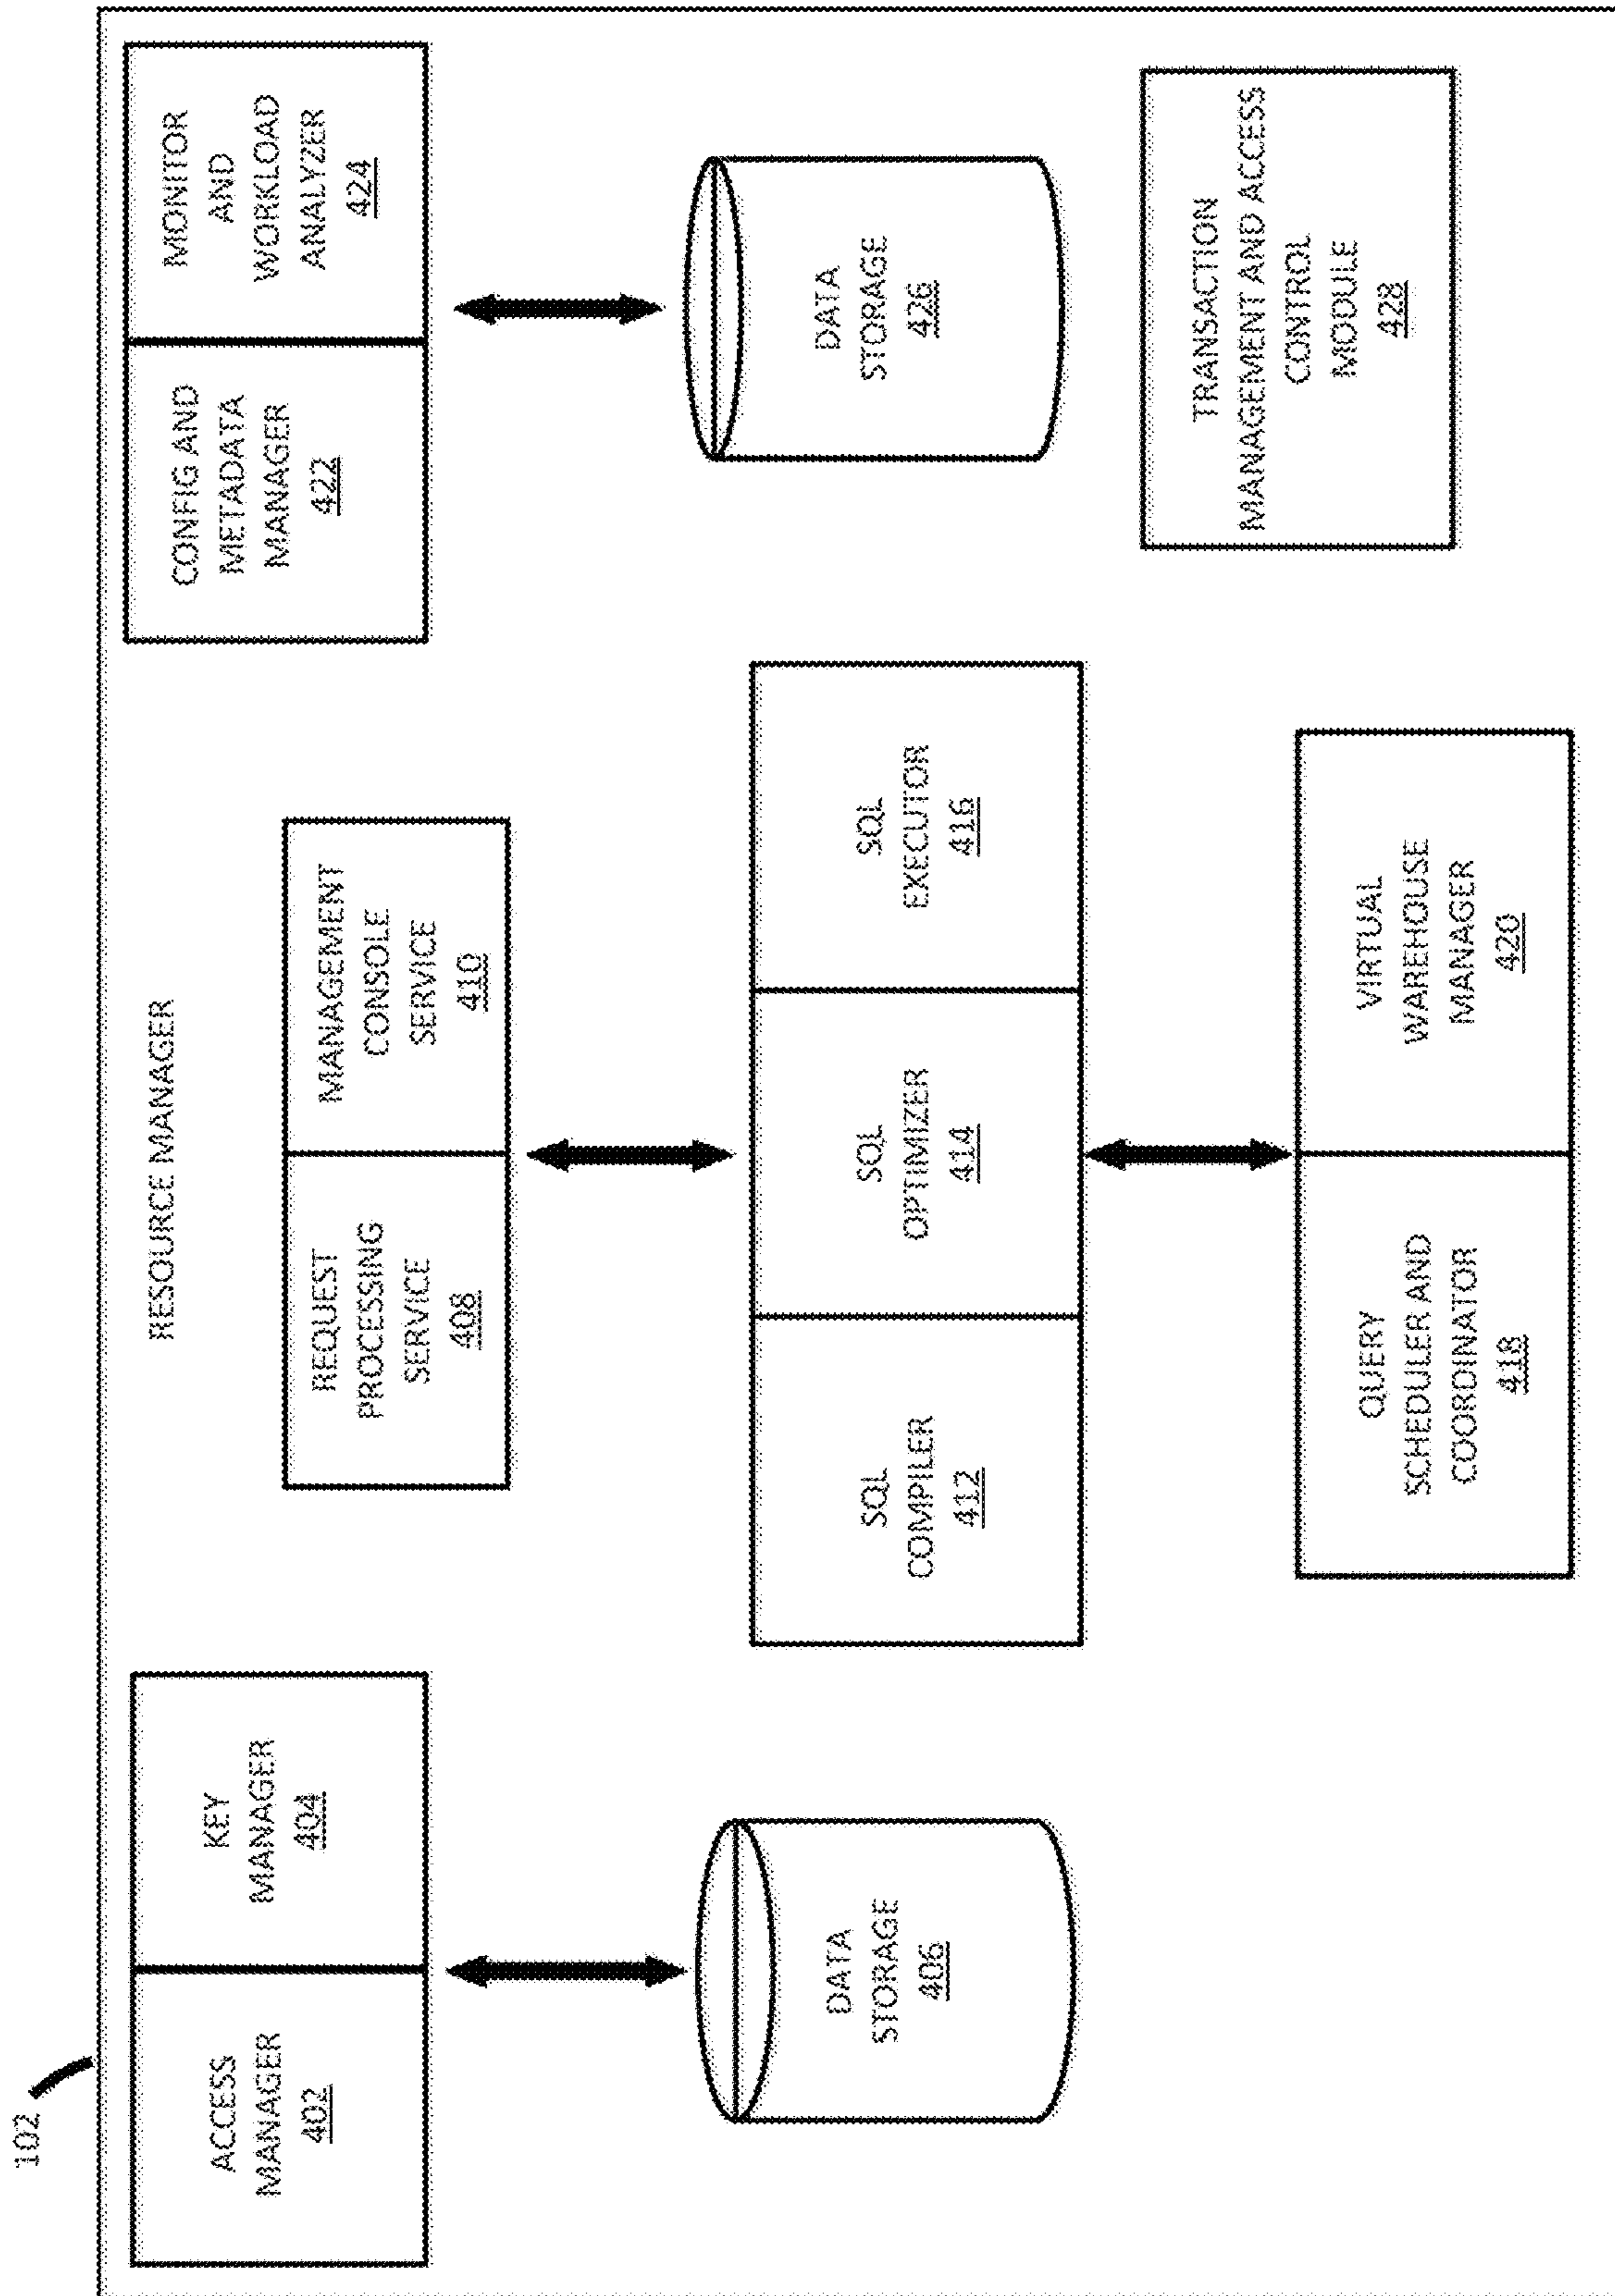 102
RESOURCE MANAGER
ACCESS
MANAGER
402
KEY
MANAGER
404
DATA
STORAGE
406
REQUEST
PROCESSING
SERVICE
408
MANAGEMENT
CONSOLE
SERVICE
410
SQL
COMPILER
412
SQL
OPTIMIZER
414
SQL
EXECUTOR
416
QUERY
SCHEDULER AND
COORDINATOR
418
VIRTUAL
WAREHOUSE
MANAGER
420
CONFIG AND
METADATA
MANAGER
422
MONITOR
AND
WORKLOAD
ANALYZER
424
DATA
STORAGE
426
TRANSACTION
MANAGEMENT AND ACCESS
CONTROL
MODULE
428